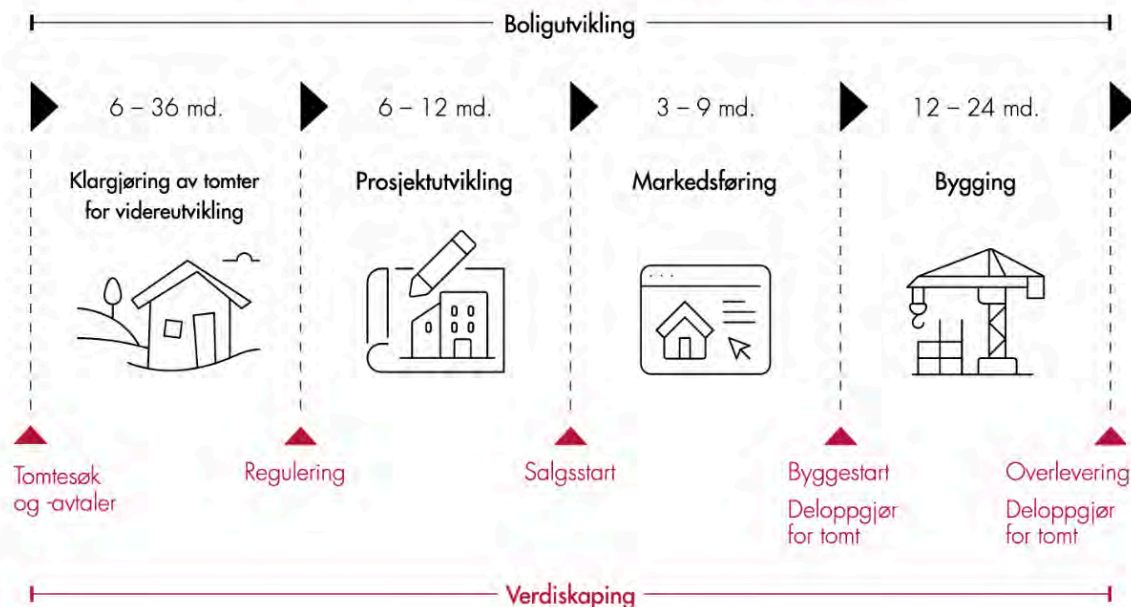 Boligutvikling
6 – 36 md.
6 – 12 md.
3 – 9 md.
12 – 24 md.
Klargjøring av tomter
for videreutvikling
Prosjektutvikling
Markedsføring
Bygging
Tomtesøk
og -avtaler
Regulering
Salgsstart
Byggestart
Deloppgjør
for tomt
Overlevering
Deloppgjør
for tomt
Verdiskaping